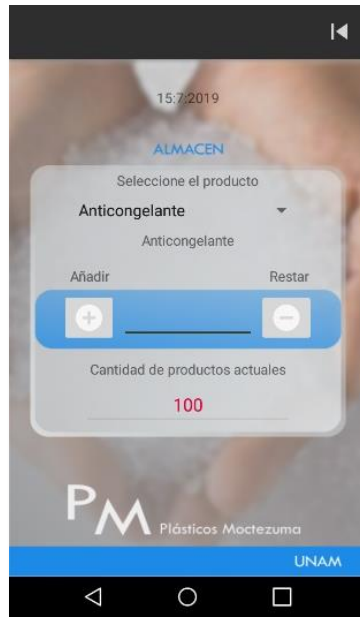 15:7:2019
ALMACEN
Seleccione el producto
Anticongelante
Anticongelante
Añadir
Restar
Cantidad de productos actuales
100
PM Plásticos Moctezuma
UNAM